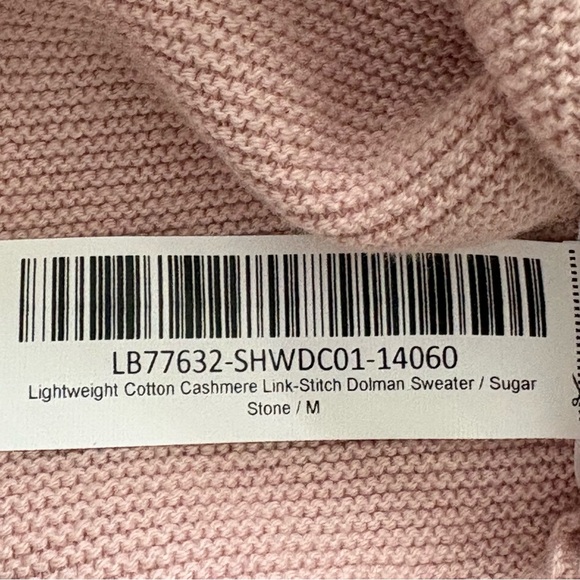 LB77632-SHWDC01-14060
Lightweight Cotton Cashmere Link-Stitch Dolman Sweater / Sugar
Stone / M